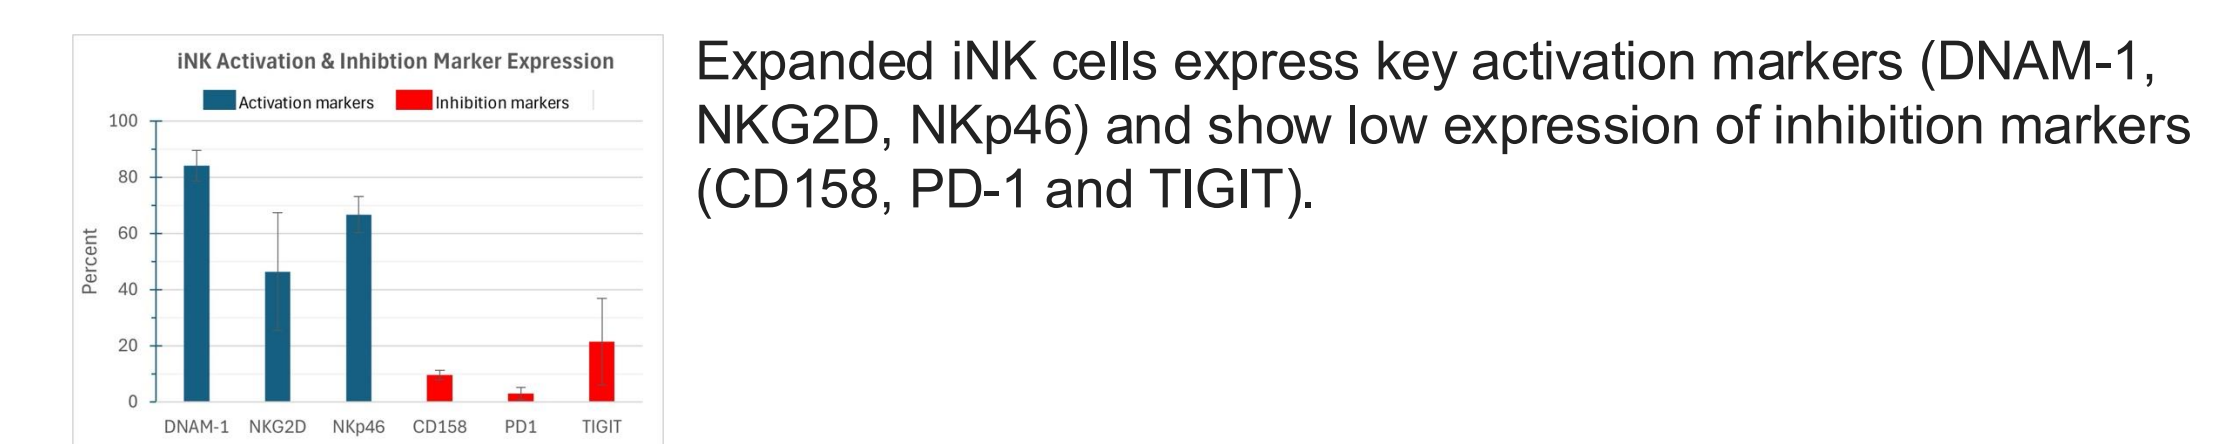 iNK Activation & Inhibtion Marker Expression
Activation markers Inhibition markers
100
80
60
40
20
0
Percent
DNAM-1 NKG2D NKp46 CD158 PD1 TIGIT
Expanded iNK cells express key activation markers (DNAM-1,
NKG2D, NKp46) and show low expression of inhibition markers
(CD158, PD-1 and TIGIT).